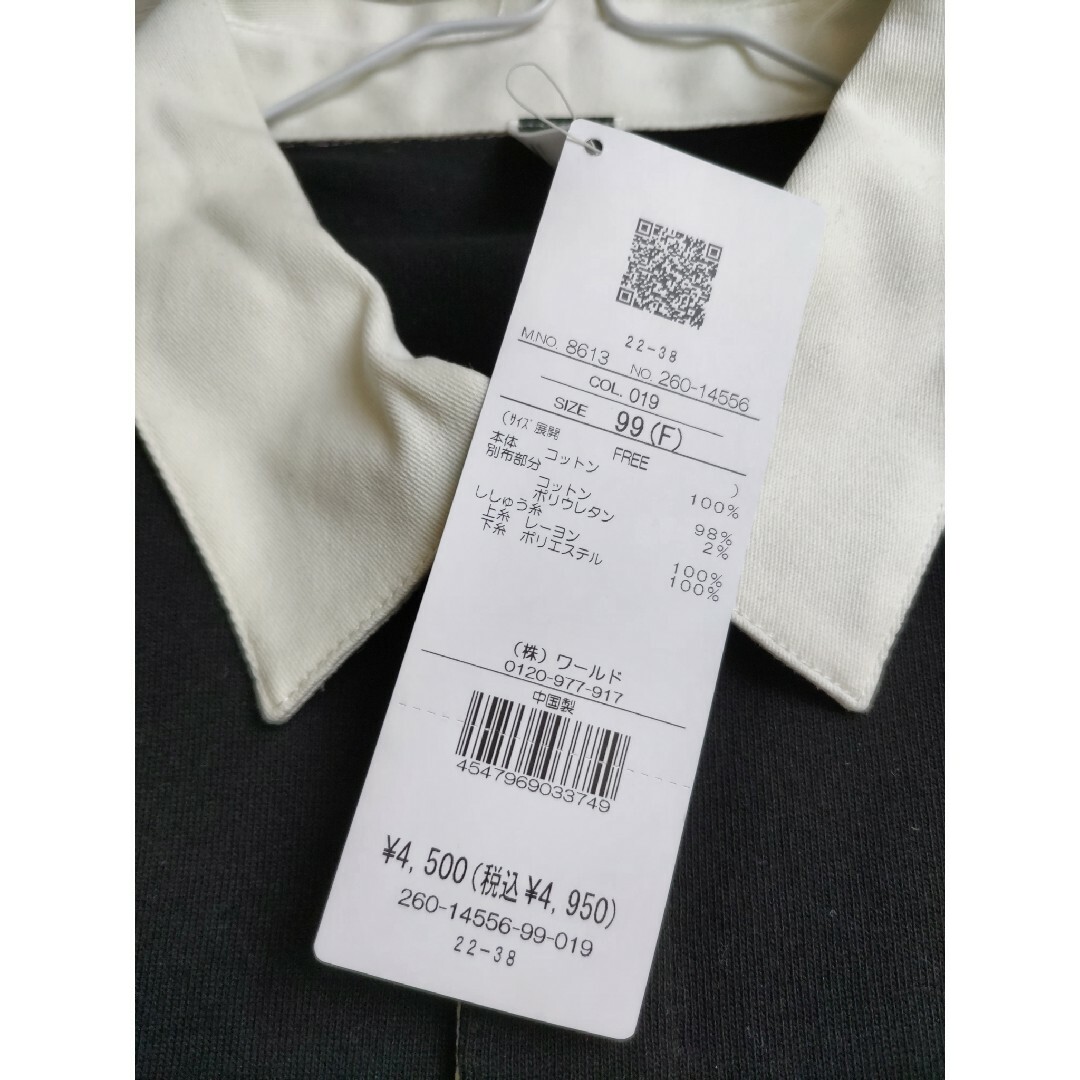 22-38
M.NO. 8613 NO. 260-14556
COL. 019
SIZE 99(F)
(ｻｲｽﾞ展開 FREE )
本体 コットン 100%
別布部分
コットン 98%
ポリウレタン 2%
ししゅう糸
上糸 レーヨン 100%
下糸 ポリエステル 100%
(株)ワールド
0120-977-917
中国製
4547969033749
¥4,500(税込¥4,950)
260-14556-99-019
22-38